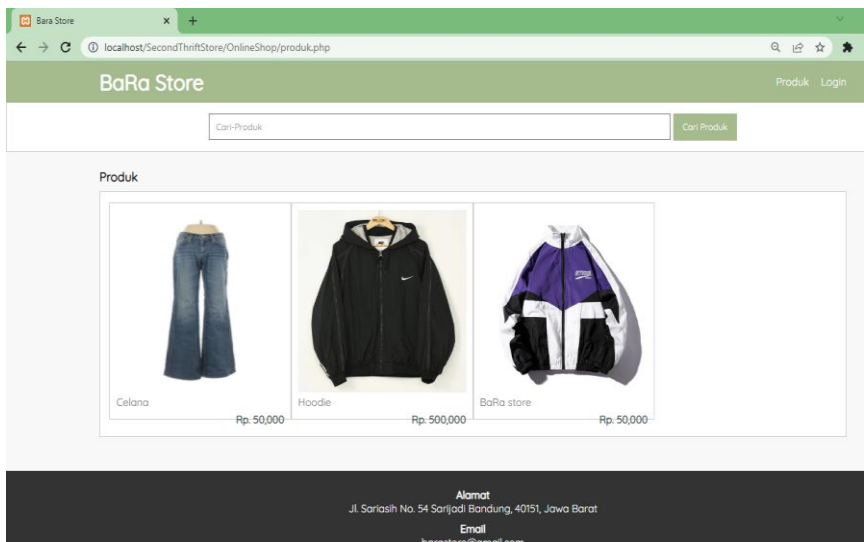 Bara Store
localhost/SecondThriftStore/OnlineShop/produk.php
BaRa Store
Produk Login
Cari-Produk
Cari Produk
Produk
Celana
Rp. 50,000
Hoodie
Rp. 500,000
BaRa store
Rp. 50,000
Alamat
Jl. Sariasih No. 54 Sarijadi Bandung, 40151, Jawa Barat
Email